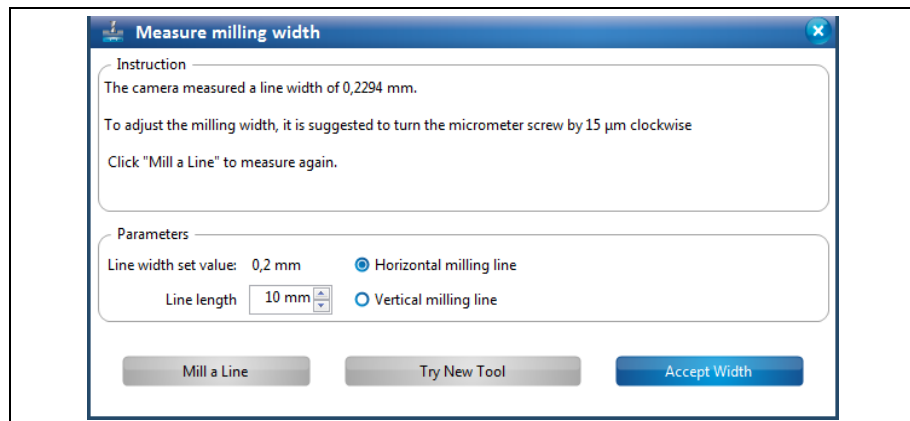 Measure milling width
Instruction
The camera measured a line width of 0,2294 mm.
To adjust the milling width, it is suggested to turn the micrometer screw by 15 µm clockwise
Click "Mill a Line" to measure again.
Parameters
Line width set value: 0,2 mm Horizontal milling line
Line length 10 mm Vertical milling line
Mill a Line Try New Tool Accept Width